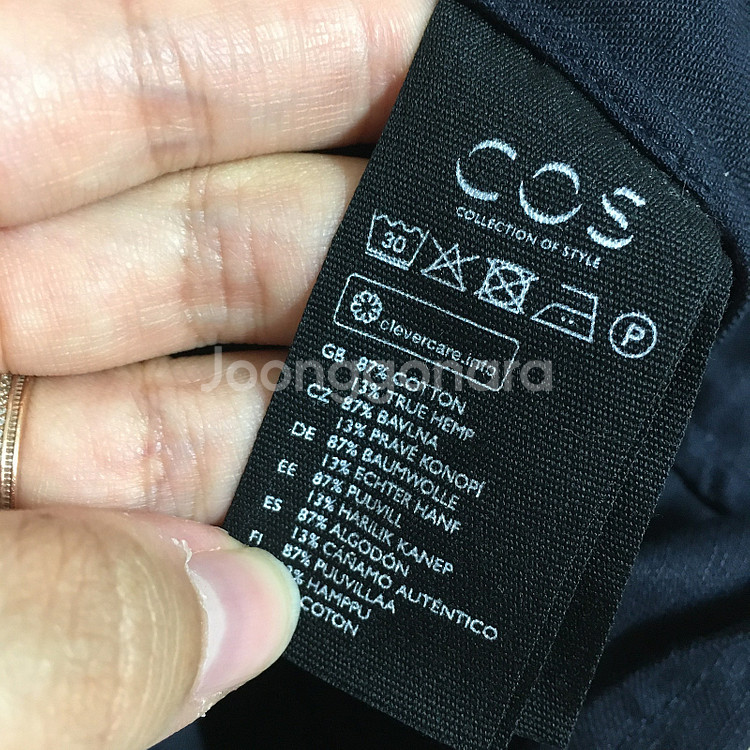 COS
COLLECTION OF STYLE
30
P
clevercare.info
GB 87% COTTON
13% TRUE HEMP
CZ 87% BAVLNA
13% PRAVÉ KONOPÍ
DE 87% BAUMWOLLE
13% ECHTER HANF
EE 87% PUUVILL
13% HARILIK KANEP
ES 87% ALGODÓN
13% CÁÑAMO AUTÉNTICO
FI 87% PUUVILLAA
% HAMPPU
COTON
Joonggonara